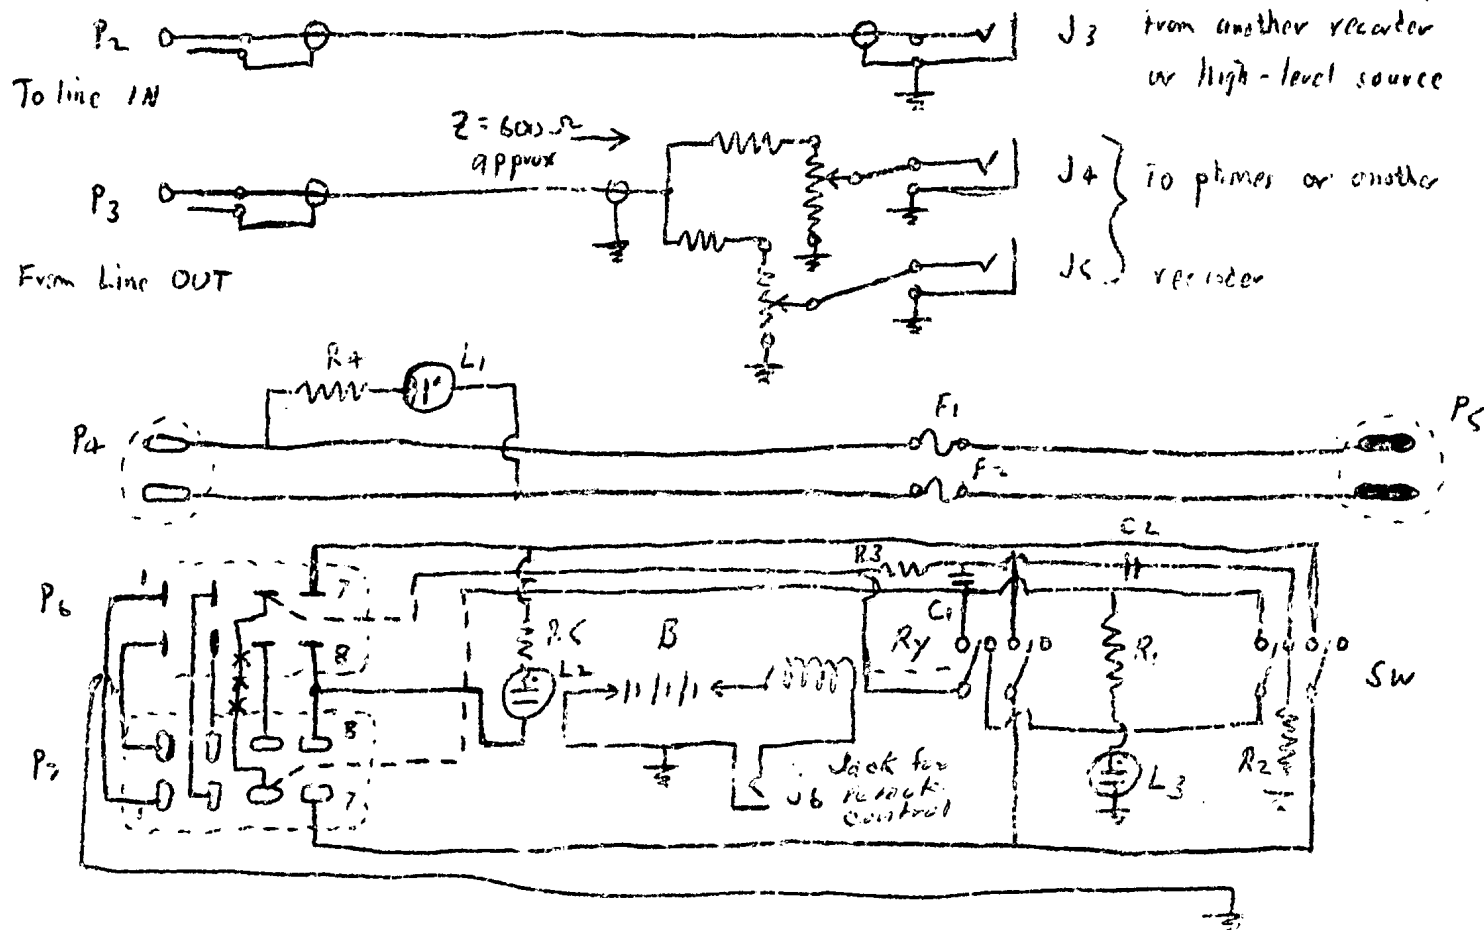 P2
J3
from another recorder
or high-level source
To line IN
Z = 600 Ω
approx
P3
J4
To phones or another
From Line OUT
J5
recorder
R4
L1
F1
P5
P4
F2
C2
R3
1
7
P6
C1
R5
B
Ry
R1
8
L2
SW
8
P7
Jack for
remote
control
J6
L3
R2
7